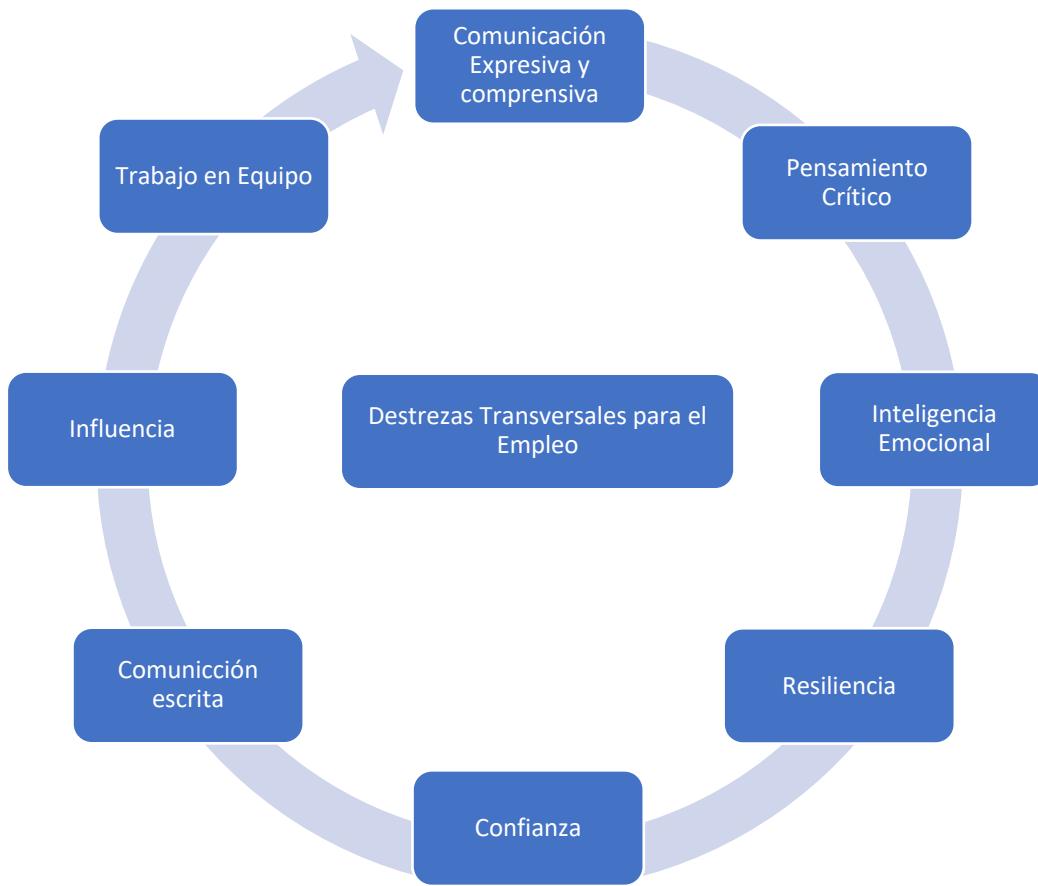 Comunicación
Expresiva y
comprensiva
Pensamiento
Crítico
Inteligencia
Emocional
Resiliencia
Confianza
Comunicción
escrita
Influencia
Trabajo en Equipo
Destrezas Transversales para el
Empleo